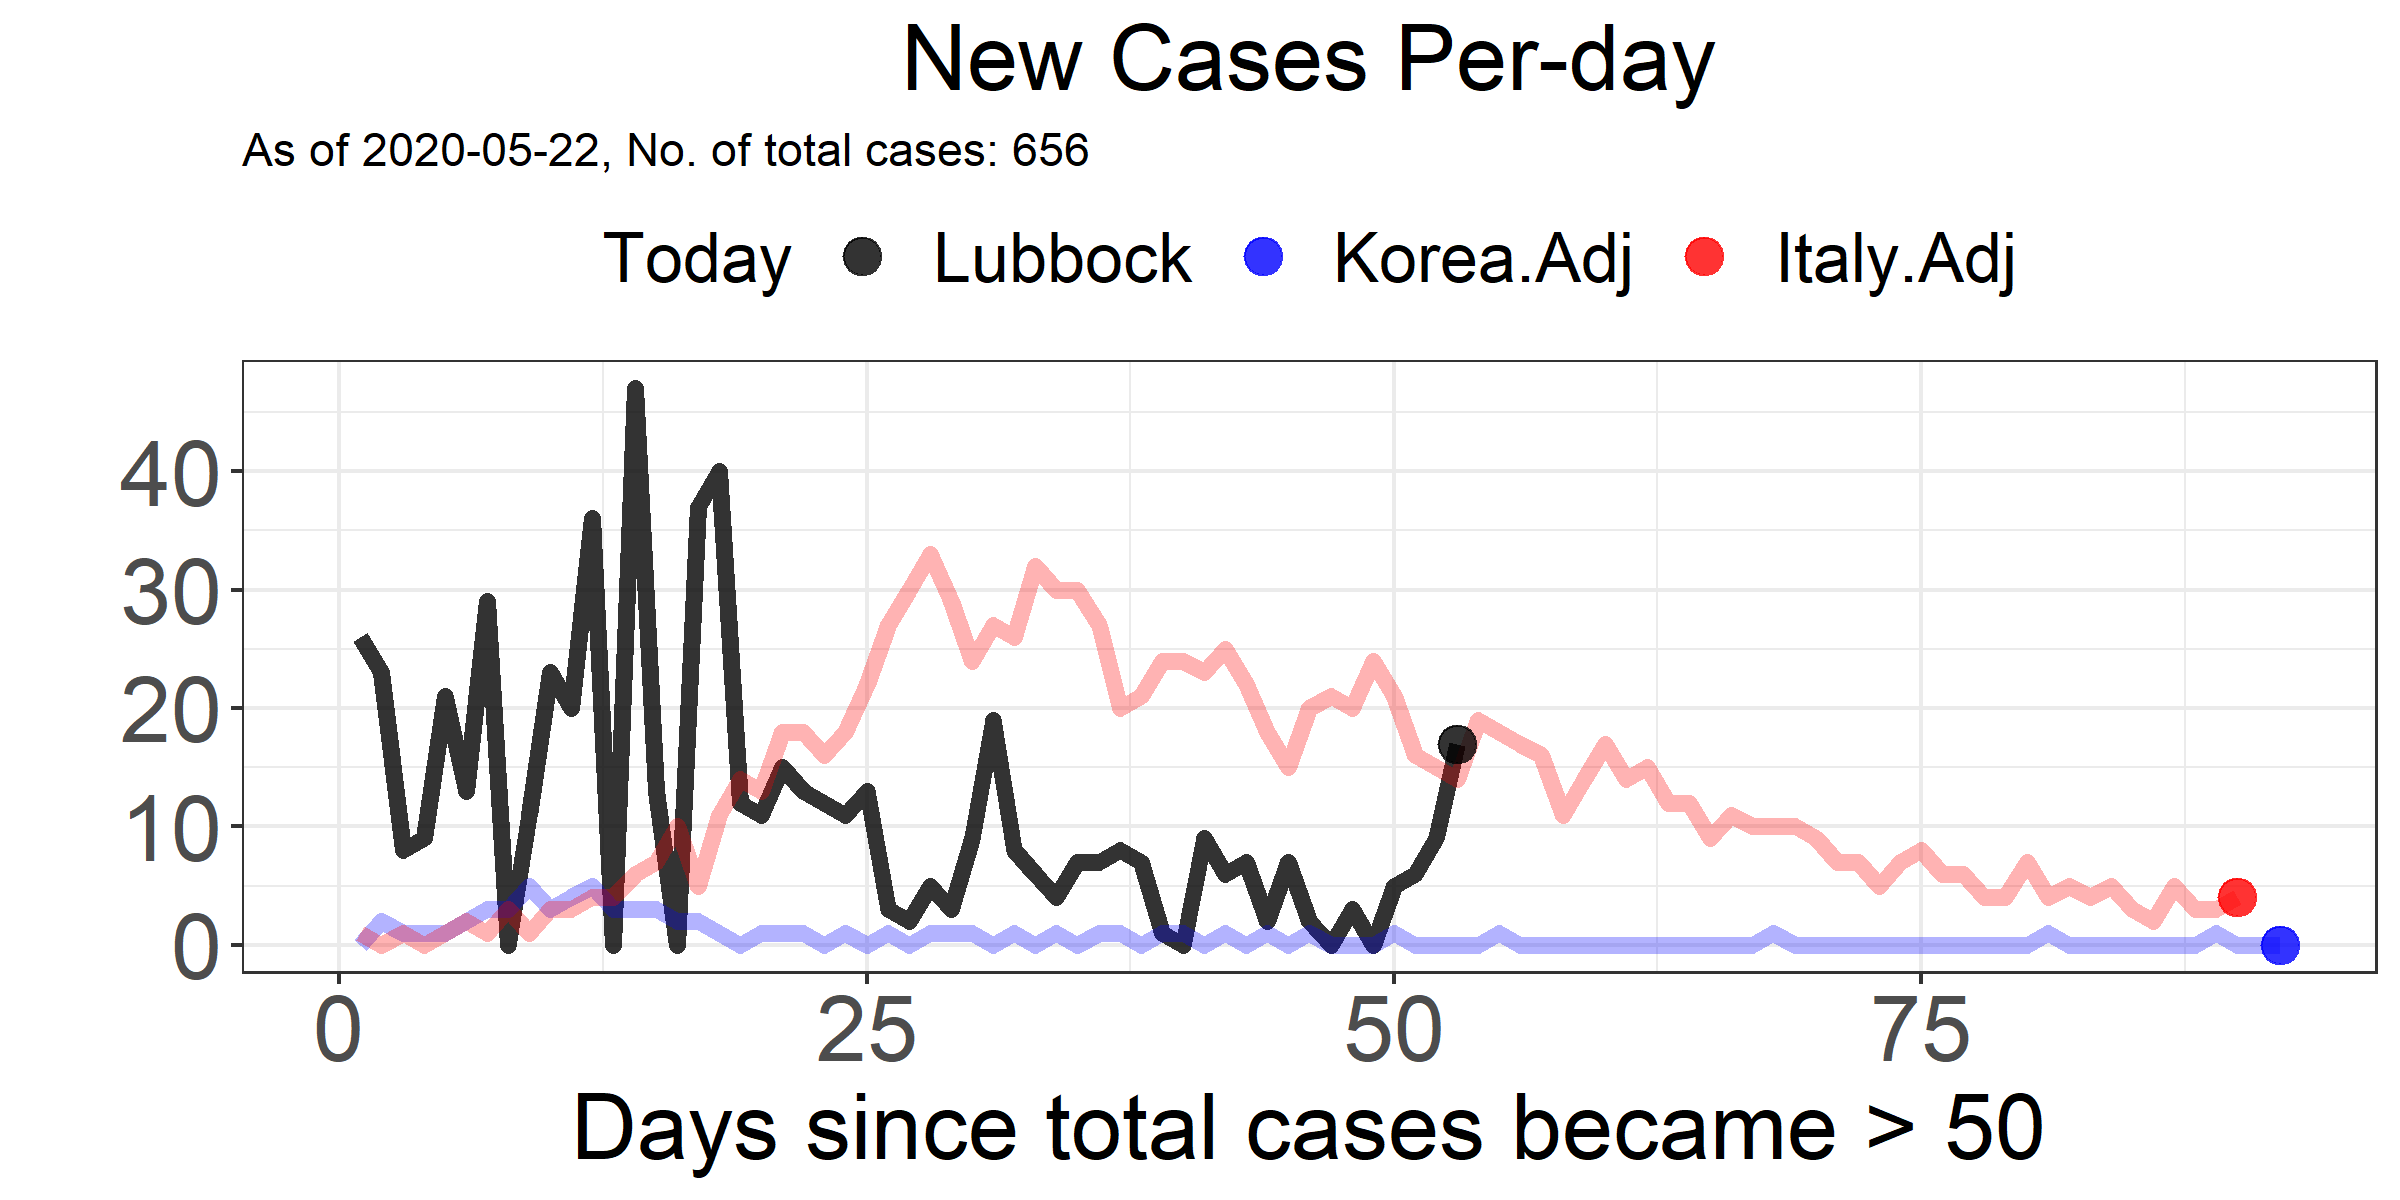 New Cases Per-day
As of 2020-05-22, No. of total cases: 656
Today Lubbock Korea.Adj Italy.Adj
40
30
20
10
0
0 25 50 75
Days since total cases became > 50